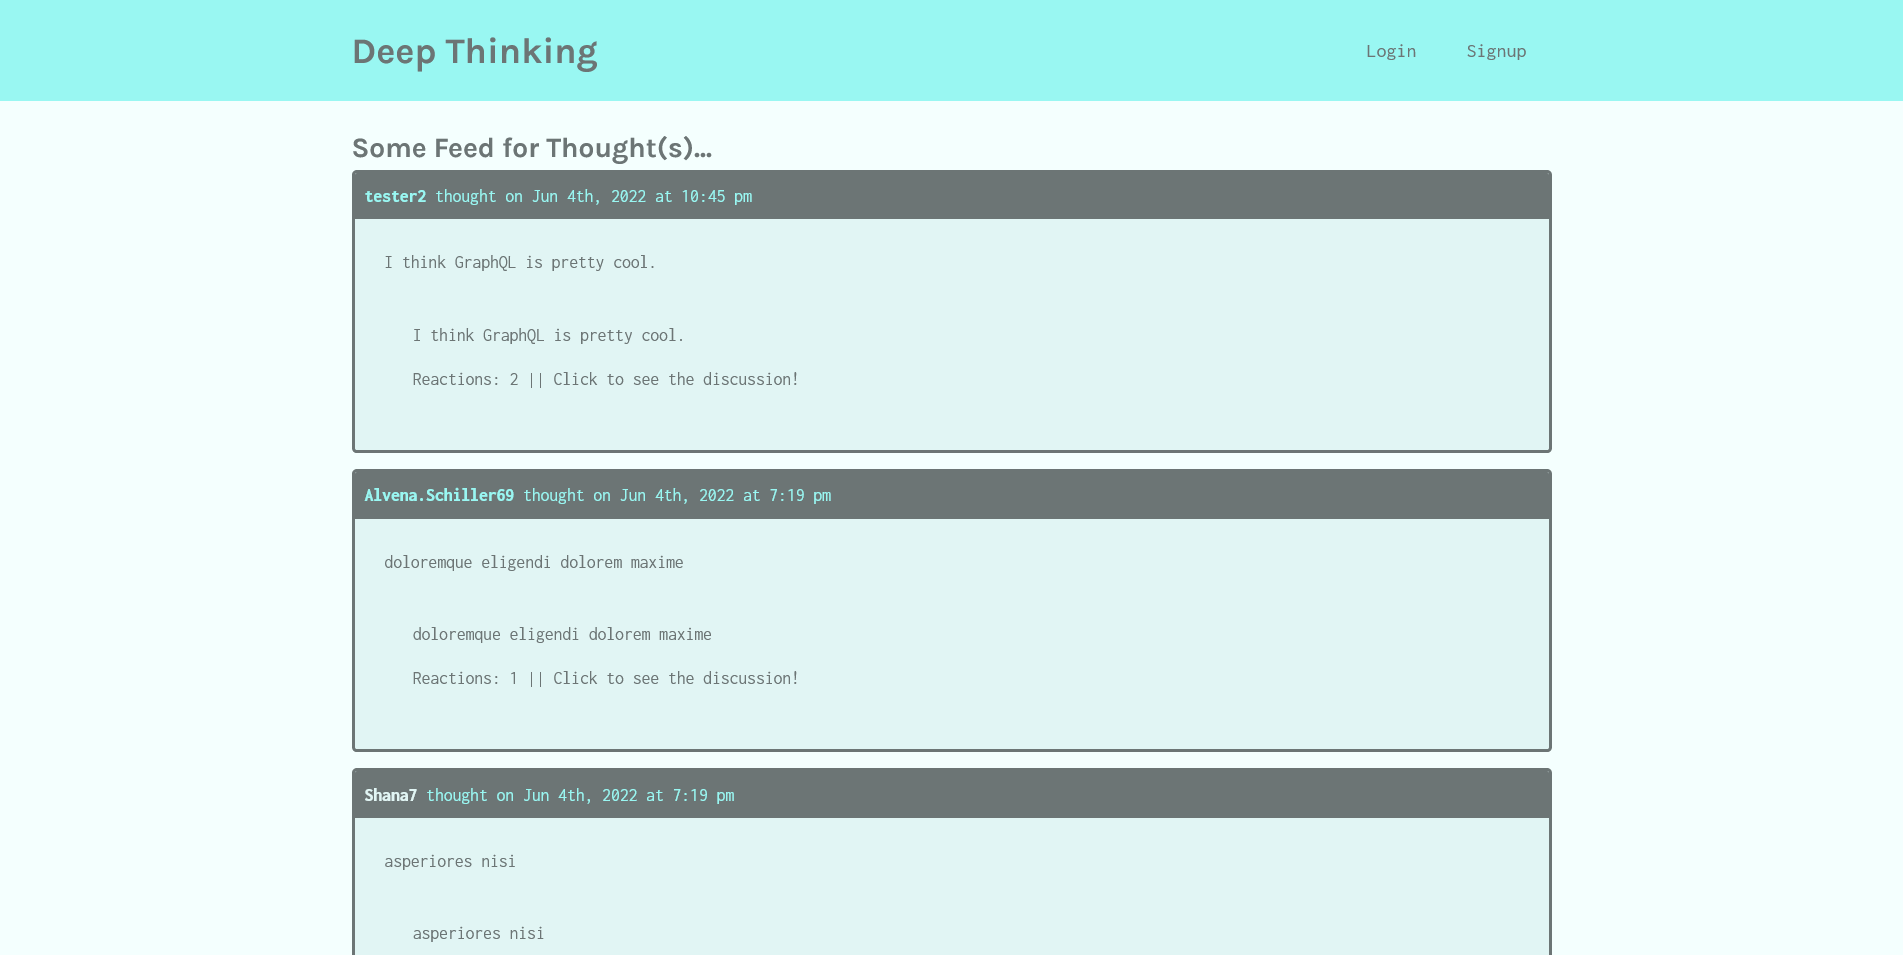 Deep Thinking
Login
Signup
Some Feed for Thought(s)...
tester2 thought on Jun 4th, 2022 at 10:45 pm
I think GraphQL is pretty cool.
I think GraphQL is pretty cool.
Reactions: 2 || Click to see the discussion!
Alvena.Schiller69 thought on Jun 4th, 2022 at 7:19 pm
doloremque eligendi dolorem maxime
doloremque eligendi dolorem maxime
Reactions: 1 || Click to see the discussion!
Shana7 thought on Jun 4th, 2022 at 7:19 pm
asperiores nisi
asperiores nisi